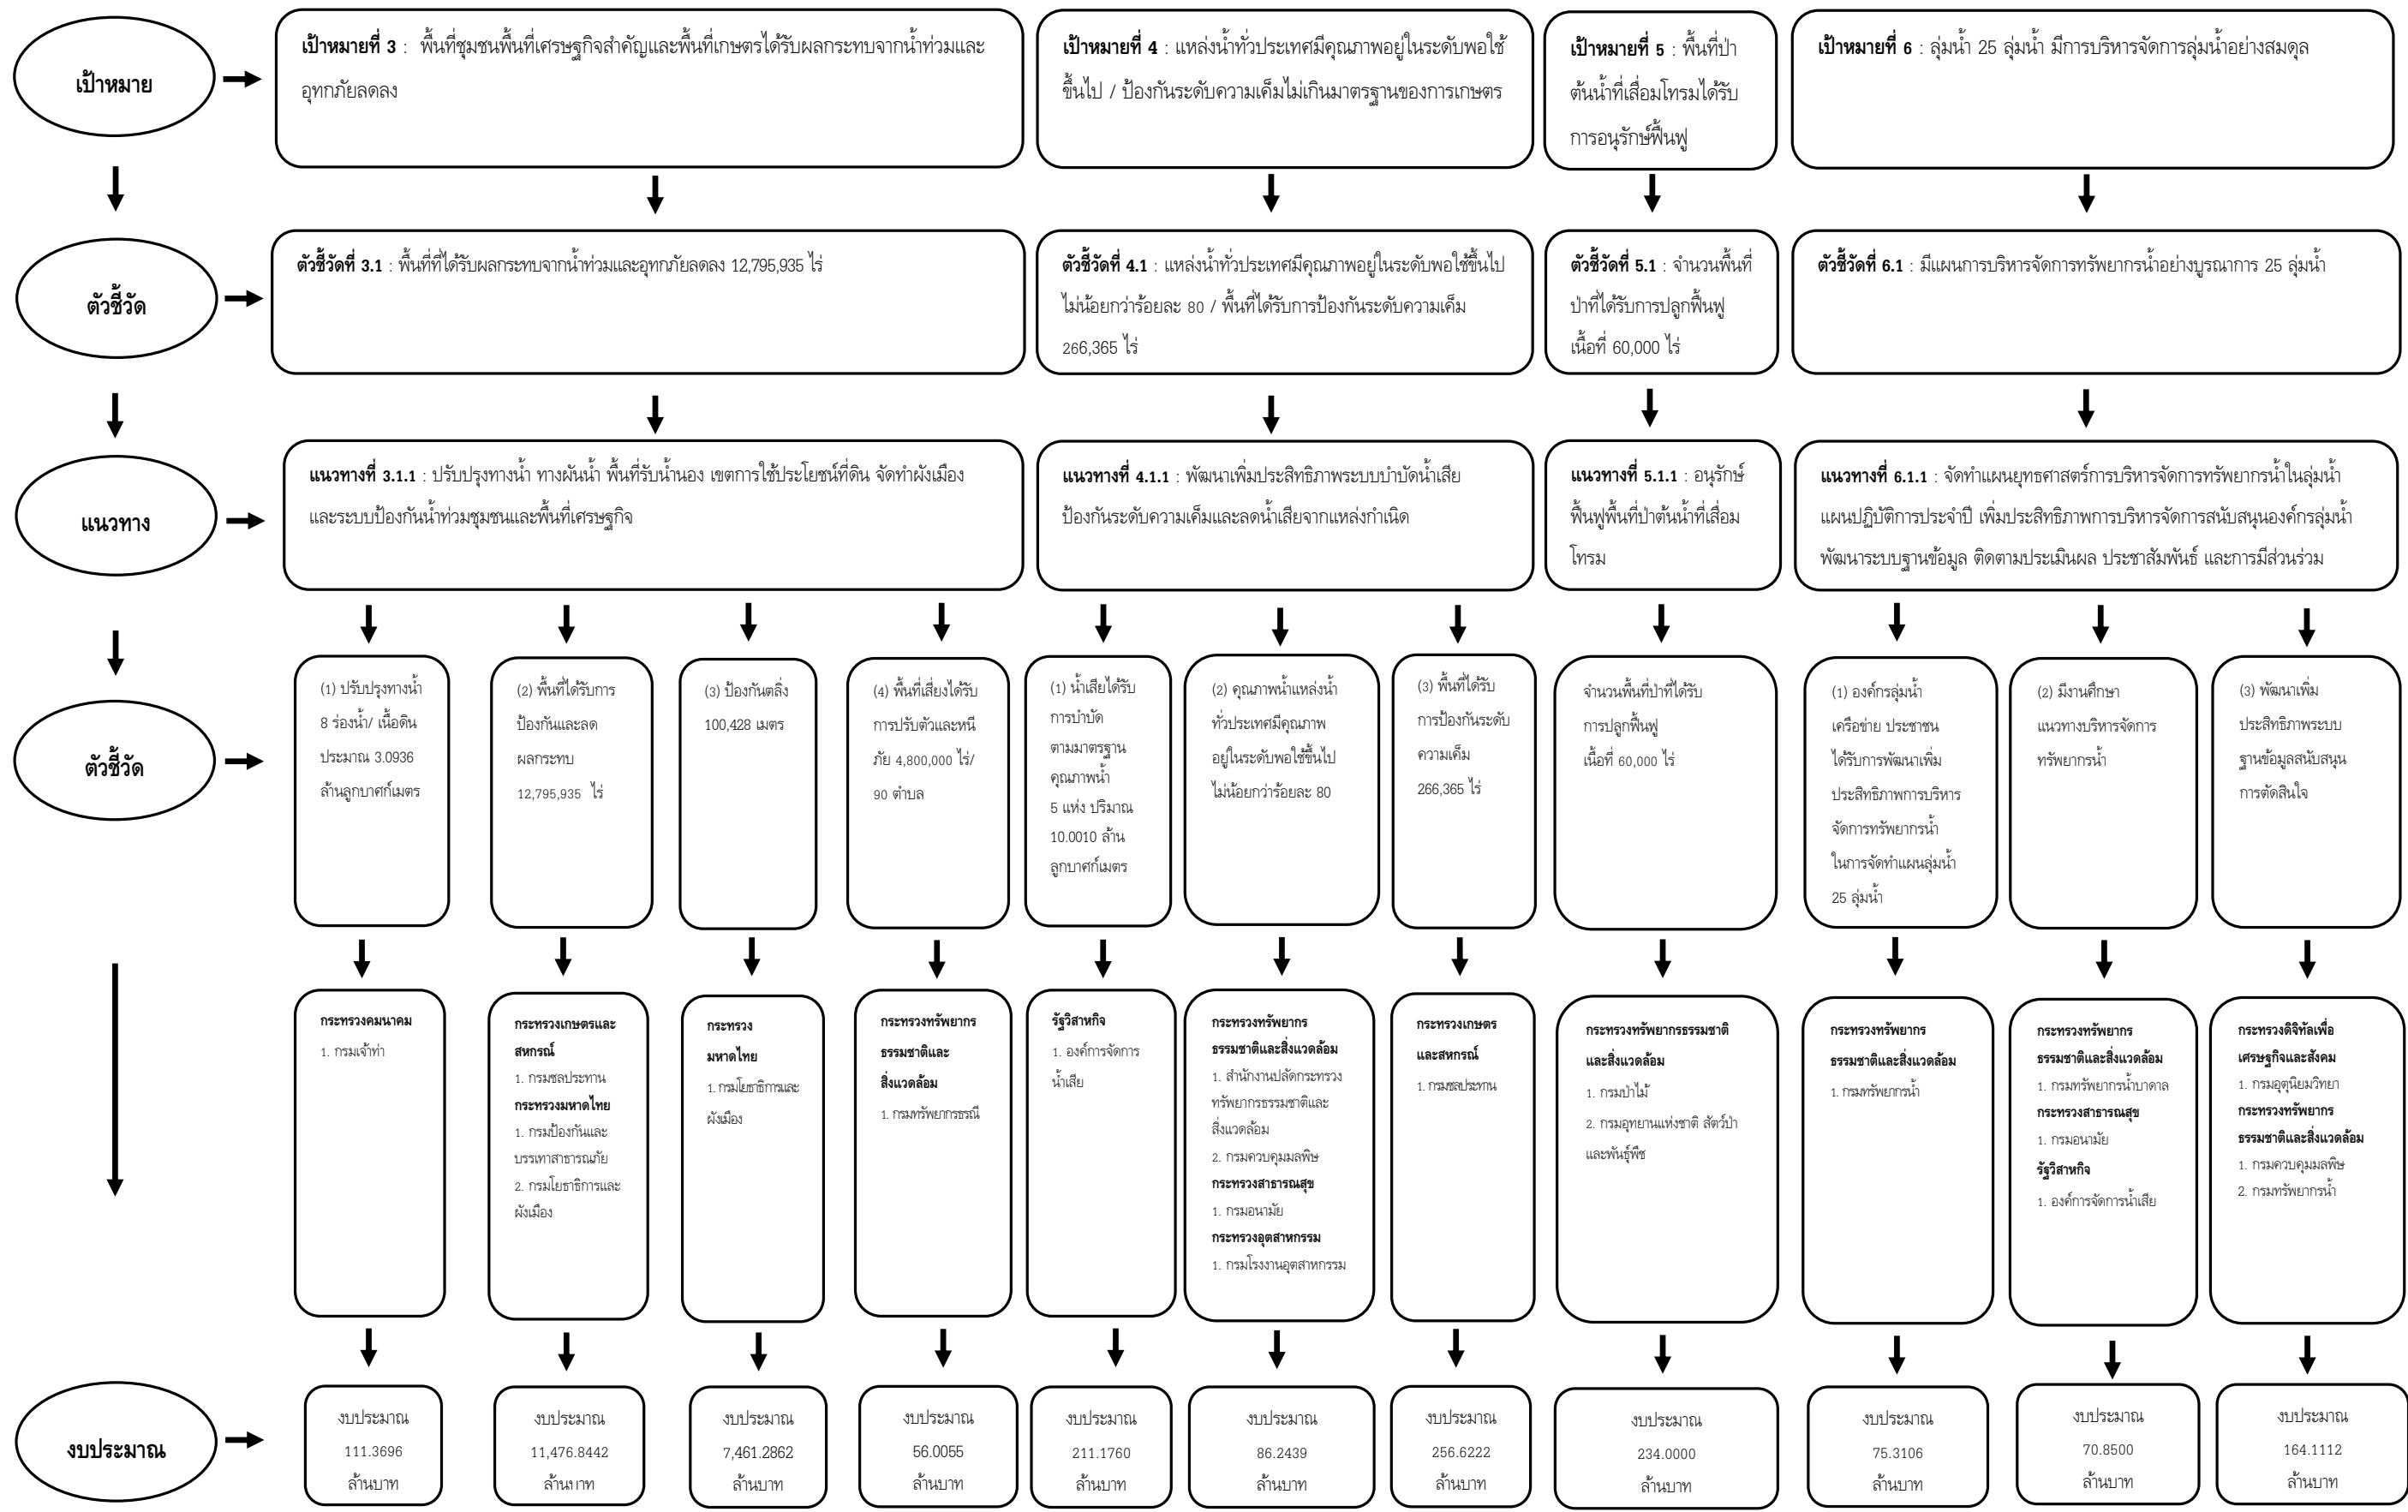 เป้าหมาย
เป้าหมายที่ 3 : พื้นที่ชุมชนพื้นที่เศรษฐกิจสำคัญและพื้นที่เกษตรได้รับผลกระทบจากน้ำท่วมและ
อุทกภัยลดลง
เป้าหมายที่ 4 : แหล่งน้ำทั่วประเทศมีคุณภาพอยู่ในระดับพอใช้
ขึ้นไป / ป้องกันระดับความเค็มไม่เกินมาตรฐานของการเกษตร
เป้าหมายที่ 5 : พื้นที่ป่า
ต้นน้ำที่เสื่อมโทรมได้รับ
การอนุรักษ์ฟื้นฟู
เป้าหมายที่ 6 : ลุ่มน้ำ 25 ลุ่มน้ำ มีการบริหารจัดการลุ่มน้ำอย่างสมดุล
ตัวชี้วัด
ตัวชี้วัดที่ 3.1 : พื้นที่ที่ได้รับผลกระทบจากน้ำท่วมและอุทกภัยลดลง 12,795,935 ไร่
ตัวชี้วัดที่ 4.1 : แหล่งน้ำทั่วประเทศมีคุณภาพอยู่ในระดับพอใช้ขึ้นไป
ไม่น้อยกว่าร้อยละ 80 / พื้นที่ได้รับการป้องกันระดับความเค็ม
266,365 ไร่
ตัวชี้วัดที่ 5.1 : จำนวนพื้นที่
ป่าที่ได้รับการปลูกฟื้นฟู
เนื้อที่ 60,000 ไร่
ตัวชี้วัดที่ 6.1 : มีแผนการบริหารจัดการทรัพยากรน้ำอย่างบูรณาการ 25 ลุ่มน้ำ
แนวทาง
แนวทางที่ 3.1.1 : ปรับปรุงทางน้ำ ทางผันน้ำ พื้นที่รับน้ำนอง เขตการใช้ประโยชน์ที่ดิน จัดทำผังเมือง
และระบบป้องกันน้ำท่วมชุมชนและพื้นที่เศรษฐกิจ
แนวทางที่ 4.1.1 : พัฒนาเพิ่มประสิทธิภาพระบบบำบัดน้ำเสีย
ป้องกันระดับความเค็มและลดน้ำเสียจากแหล่งกำเนิด
แนวทางที่ 5.1.1 : อนุรักษ์
ฟื้นฟูพื้นที่ป่าต้นน้ำที่เสื่อม
โทรม
แนวทางที่ 6.1.1 : จัดทำแผนยุทธศาสตร์การบริหารจัดการทรัพยากรน้ำในลุ่มน้ำ
แผนปฏิบัติการประจำปี เพิ่มประสิทธิภาพการบริหารจัดการสนับสนุนองค์กรลุ่มน้ำ
พัฒนาระบบฐานข้อมูล ติดตามประเมินผล ประชาสัมพันธ์ และการมีส่วนร่วม
ตัวชี้วัด
(1) ปรับปรุงทางน้ำ
8 ร่องน้ำ/ เนื้อดิน
ประมาณ 3.0936
ล้านลูกบาศก์เมตร
(2) พื้นที่ได้รับการ
ป้องกันและลด
ผลกระทบ
12,795,935 ไร่
(3) ป้องกันตลิ่ง
100,428 เมตร
(4) พื้นที่เสี่ยงได้รับ
การปรับตัวและหนี
ภัย 4,800,000 ไร่/
90 ตำบล
(1) น้ำเสียได้รับ
การบำบัด
ตามมาตรฐาน
คุณภาพน้ำ
5 แห่ง ปริมาณ
10.0010 ล้าน
ลูกบาศก์เมตร
(2) คุณภาพน้ำแหล่งน้ำ
ทั่วประเทศมีคุณภาพ
อยู่ในระดับพอใช้ขึ้นไป
ไม่น้อยกว่าร้อยละ 80
(3) พื้นที่ได้รับ
การป้องกันระดับ
ความเค็ม
266,365 ไร่
จำนวนพื้นที่ป่าที่ได้รับ
การปลูกฟื้นฟู
เนื้อที่ 60,000 ไร่
(1) องค์กรลุ่มน้ำ
เครือข่าย ประชาชน
ได้รับการพัฒนาเพิ่ม
ประสิทธิภาพการบริหาร
จัดการทรัพยากรน้ำ
ในการจัดทำแผนลุ่มน้ำ
25 ลุ่มน้ำ
(2) มีงานศึกษา
แนวทางบริหารจัดการ
ทรัพยากรน้ำ
(3) พัฒนาเพิ่ม
ประสิทธิภาพระบบ
ฐานข้อมูลสนับสนุน
การตัดสินใจ
กระทรวงคมนาคม
1. กรมเจ้าท่า
กระทรวงเกษตรและ
สหกรณ์
1. กรมชลประทาน
กระทรวงมหาดไทย
1. กรมป้องกันและ
บรรเทาสาธารณภัย
2. กรมโยธาธิการและ
ผังเมือง
กระทรวง
มหาดไทย
1. กรมโยธาธิการและ
ผังเมือง
กระทรวงทรัพยากร
ธรรมชาติและ
สิ่งแวดล้อม
1. กรมทรัพยากรธรณี
รัฐวิสาหกิจ
1. องค์การจัดการ
น้ำเสีย
กระทรวงทรัพยากร
ธรรมชาติและสิ่งแวดล้อม
1. สำนักงานปลัดกระทรวง
ทรัพยากรธรรมชาติและ
สิ่งแวดล้อม
2. กรมควบคุมมลพิษ
กระทรวงสาธารณสุข
1. กรมอนามัย
กระทรวงอุตสาหกรรม
1. กรมโรงงานอุตสาหกรรม
กระทรวงเกษตร
และสหกรณ์
1. กรมชลประทาน
กระทรวงทรัพยากรธรรมชาติ
และสิ่งแวดล้อม
1. กรมป่าไม้
2. กรมอุทยานแห่งชาติ สัตว์ป่า
และพันธุ์พืช
กระทรวงทรัพยากร
ธรรมชาติและสิ่งแวดล้อม
1. กรมทรัพยากรน้ำ
กระทรวงทรัพยากร
ธรรมชาติและสิ่งแวดล้อม
1. กรมทรัพยากรน้ำบาดาล
กระทรวงสาธารณสุข
1. กรมอนามัย
รัฐวิสาหกิจ
1. องค์การจัดการน้ำเสีย
กระทรวงดิจิทัลเพื่อ
เศรษฐกิจและสังคม
1. กรมอุตุนิยมวิทยา
กระทรวงทรัพยากร
ธรรมชาติและสิ่งแวดล้อม
1. กรมควบคุมมลพิษ
2. กรมทรัพยากรน้ำ
งบประมาณ
งบประมาณ
111.3696
ล้านบาท
งบประมาณ
11,476.8442
ล้านบาท
งบประมาณ
7,461.2862
ล้านบาท
งบประมาณ
56.0055
ล้านบาท
งบประมาณ
211.1760
ล้านบาท
งบประมาณ
86.2439
ล้านบาท
งบประมาณ
256.6222
ล้านบาท
งบประมาณ
234.0000
ล้านบาท
งบประมาณ
75.3106
ล้านบาท
งบประมาณ
70.8500
ล้านบาท
งบประมาณ
164.1112
ล้านบาท